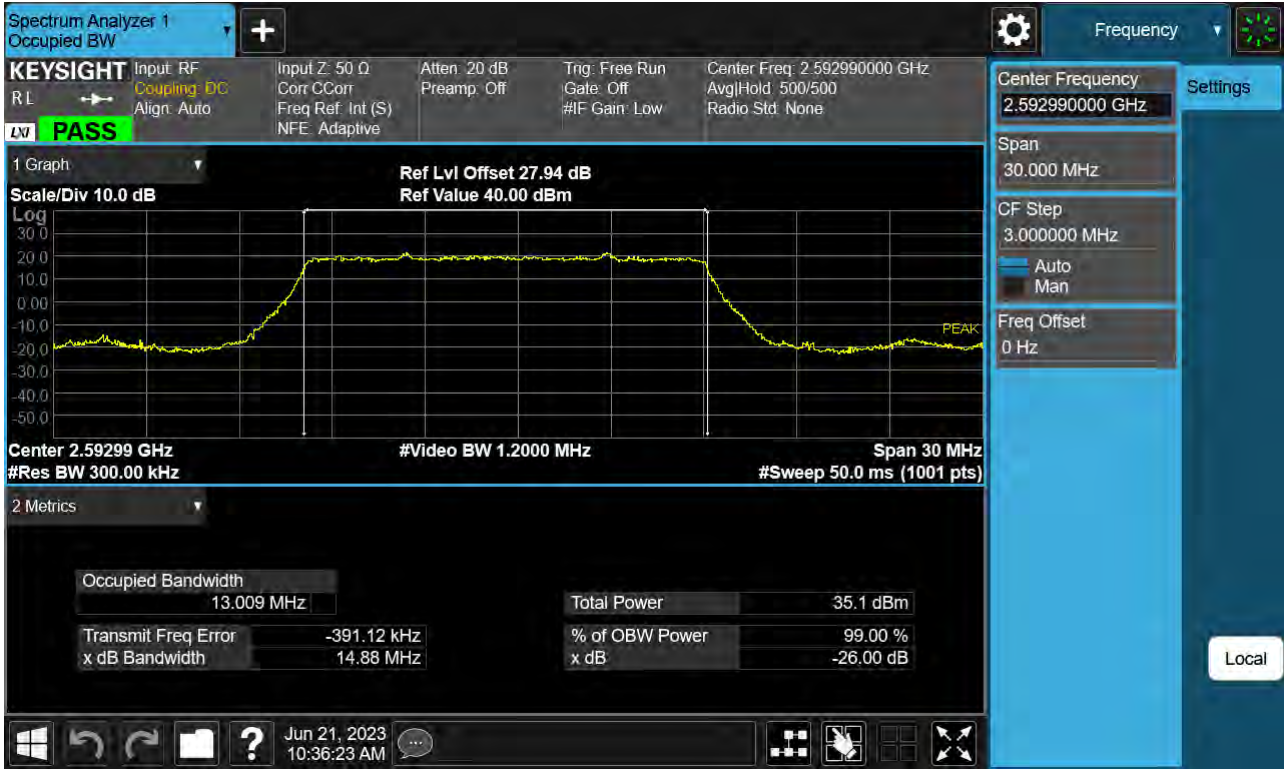 Spectrum Analyzer 1
Occupied BW
Frequency
KEYSIGHT
R L
LXI
PASS
Input: RF
Coupling: DC
Align: Auto
Input Z: 50 Ω
Corr CCorr
Freq Ref: Int (S)
NFE: Adaptive
Atten: 20 dB
Preamp: Off
Trig: Free Run
Gate: Off
#IF Gain: Low
Center Freq: 2.592990000 GHz
Avg|Hold: 500/500
Radio Std: None
1 Graph
Scale/Div 10.0 dB
Ref Lvl Offset 27.94 dB
Ref Value 40.00 dBm
Log
30.0
20.0
10.0
0.00
-10.0
-20.0
-30.0
-40.0
-50.0
PEAK
Center 2.59299 GHz
#Video BW 1.2000 MHz
Span 30 MHz
#Res BW 300.00 kHz
#Sweep 50.0 ms (1001 pts)
2 Metrics
Occupied Bandwidth
13.009 MHz
Total Power 35.1 dBm
Transmit Freq Error -391.12 kHz
% of OBW Power 99.00 %
x dB Bandwidth 14.88 MHz
x dB -26.00 dB
Center Frequency
2.592990000 GHz
Settings
Span
30.000 MHz
CF Step
3.000000 MHz
Auto
Man
Freq Offset
0 Hz
Local
?
Jun 21, 2023
10:36:23 AM